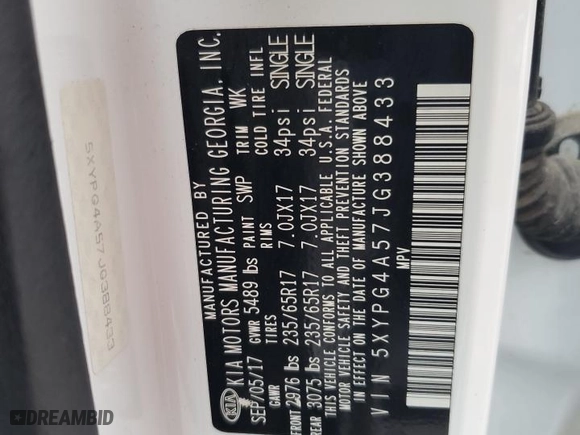 KIA
MANUFACTURED BY
KIA MOTORS MANUFACTURING GEORGIA, INC.
SEP/05/17 GVWR 5489 lbs PAINT SWP TRIM WK
GAWR TIRES RIMS COLD TIRE INFL
FRONT 2976 lbs 235/65R17 7.0JX17 34psi SINGLE
REAR 3075 lbs 235/65R17 7.0JX17 34psi SINGLE
THIS VEHICLE CONFORMS TO ALL APPLICABLE U.S.A. FEDERAL
MOTOR VEHICLE SAFETY AND THEFT PREVENTION STANDARDS
IN EFFECT ON THE DATE OF MANUFACTURE SHOWN ABOVE
VIN 5XYPG4A57JG388433
MPV
5XYPG4A57JG388433
DREAMBID